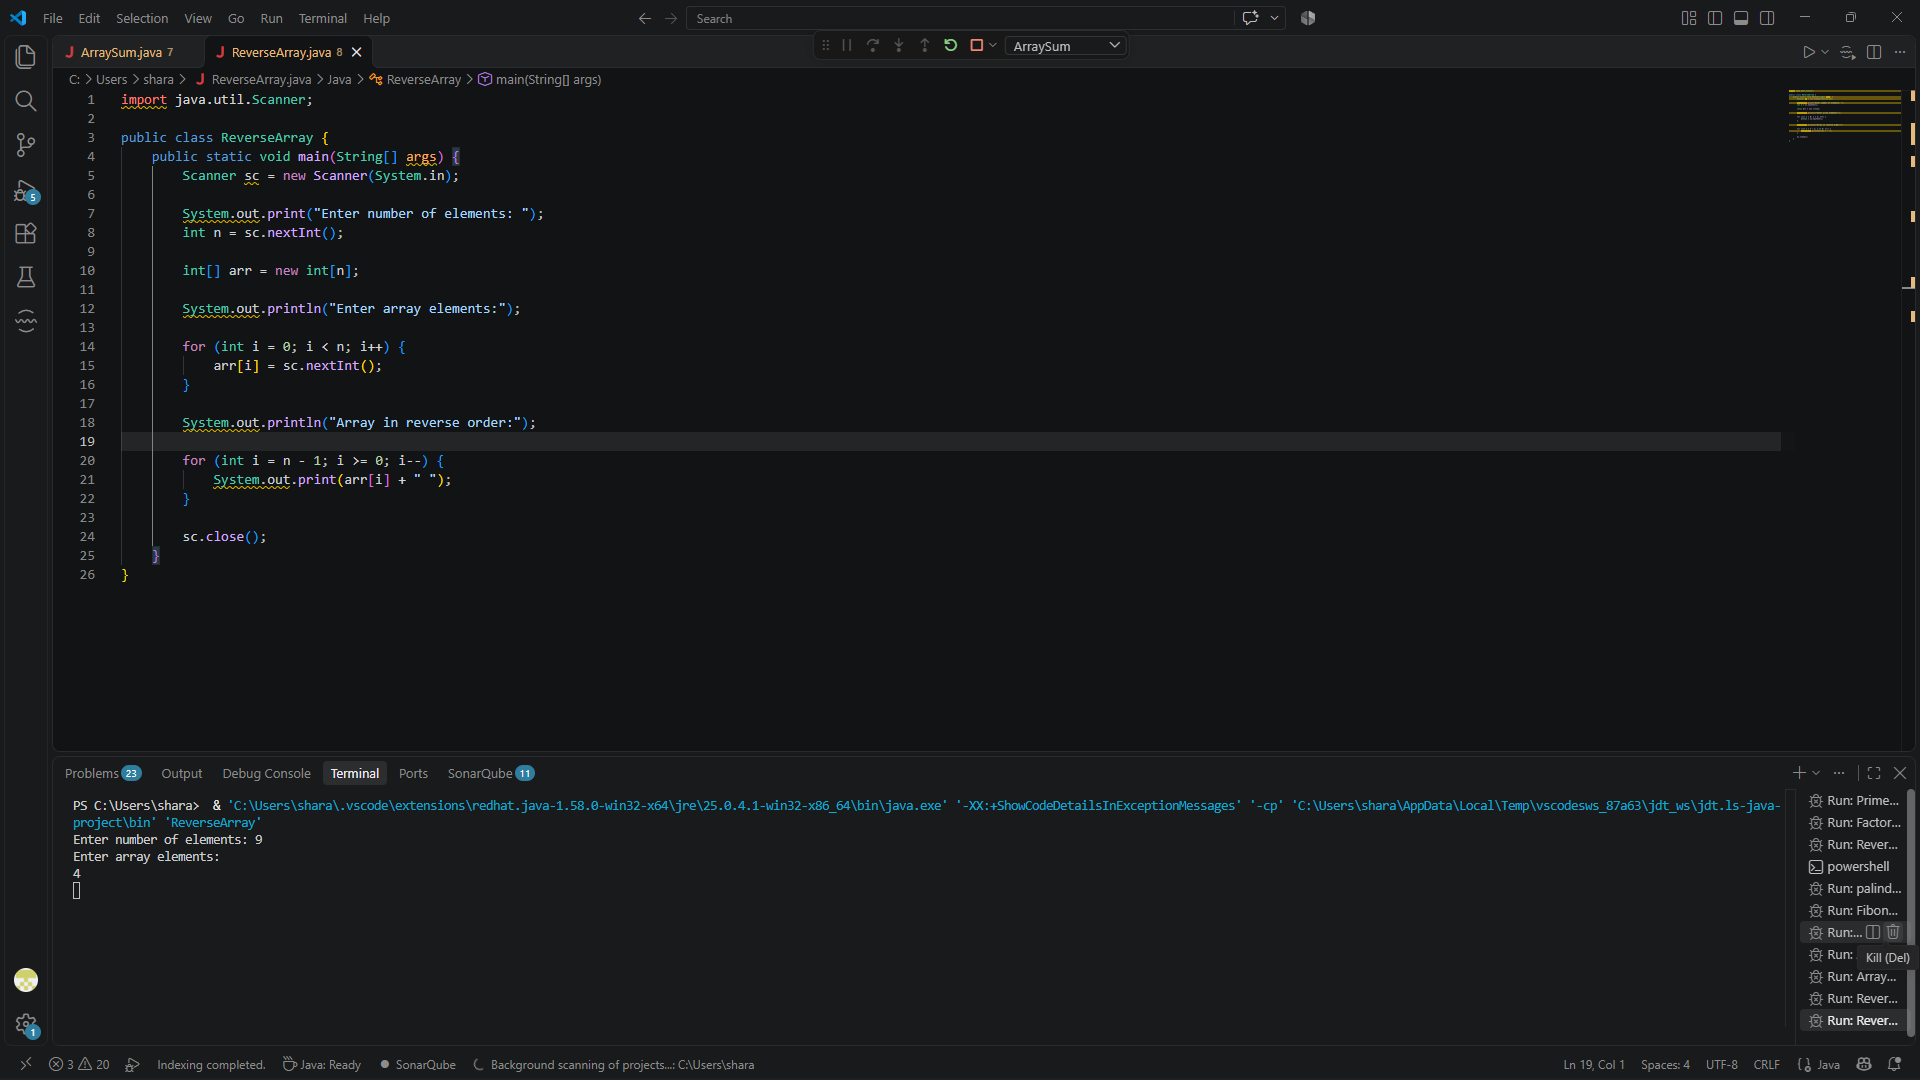 File Edit Selection View Go Run Terminal Help
Search
ArraySum.java 7
ReverseArray.java 8
ArraySum
C: > Users > shara > ReverseArray.java > Java > ReverseArray > main(String[] args)
1 import java.util.Scanner;
2
3 public class ReverseArray {
4 public static void main(String[] args) {
5 Scanner sc = new Scanner(System.in);
6
7 System.out.print("Enter number of elements: ");
8 int n = sc.nextInt();
9
10 int[] arr = new int[n];
11
12 System.out.println("Enter array elements:");
13
14 for (int i = 0; i < n; i++) {
15 arr[i] = sc.nextInt();
16 }
17
18 System.out.println("Array in reverse order:");
19
20 for (int i = n - 1; i >= 0; i--) {
21 System.out.print(arr[i] + " ");
22 }
23
24 sc.close();
25 }
26 }
5
Problems 23 Output Debug Console Terminal Ports SonarQube 11
PS C:\Users\shara> & 'C:\Users\shara\.vscode\extensions\redhat.java-1.58.0-win32-x64\jre\25.0.4.1-win32-x86_64\bin\java.exe' '-XX:+ShowCodeDetailsInExceptionMessages' '-cp' 'C:\Users\shara\AppData\Local\Temp\vscodesws_87a63\jdt_ws\jdt.ls-java-
project\bin' 'ReverseArray'
Enter number of elements: 9
Enter array elements:
4
Run: Prime...
Run: Factor...
Run: Rever...
powershell
Run: palind...
Run: Fibon...
Run:...
Run:
Kill (Del)
Run: Array...
Run: Rever...
Run: Rever...
1
3 20 Indexing completed. Java: Ready SonarQube Background scanning of projects...: C:\Users\shara
Ln 19, Col 1 Spaces: 4 UTF-8 CRLF {} Java